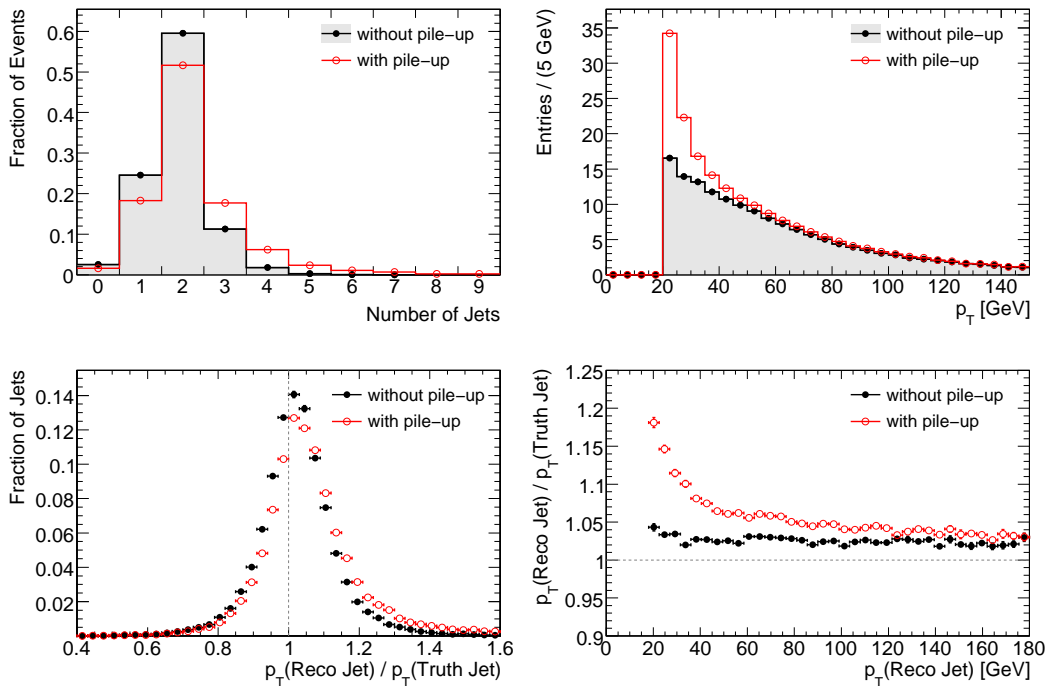 Fraction of Events
0.6
0.5
0.4
0.3
0.2
0.1
0
without pile-up
with pile-up
0 1 2 3 4 5 6 7 8 9
Number of Jets
Entries / (5 GeV)
35
30
25
20
15
10
5
0
without pile-up
with pile-up
0 20 40 60 80 100 120 140
p_T [GeV]
Fraction of Jets
0.14
0.12
0.1
0.08
0.06
0.04
0.02
without pile-up
with pile-up
0.4 0.6 0.8 1 1.2 1.4 1.6
p_T(Reco Jet) / p_T(Truth Jet)
p_T(Reco Jet) / p_T(Truth Jet)
1.25
1.2
1.15
1.1
1.05
1
0.95
0.9
without pile-up
with pile-up
0 20 40 60 80 100 120 140 160 180
p_T(Reco Jet) [GeV]